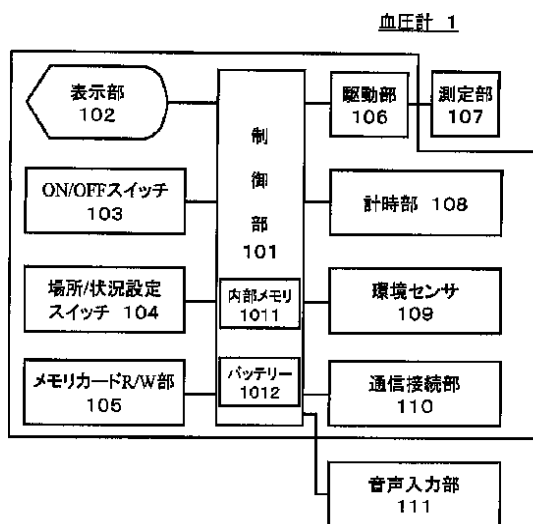 血圧計 1
表示部
102
ON/OFFスイッチ
103
場所/状況設定
スイッチ 104
メモリカードR/W部
105
制
御
部
101
内部メモリ
1011
バッテリー
1012
駆動部
106
測定部
107
計時部 108
環境センサ
109
通信接続部
110
音声入力部
111